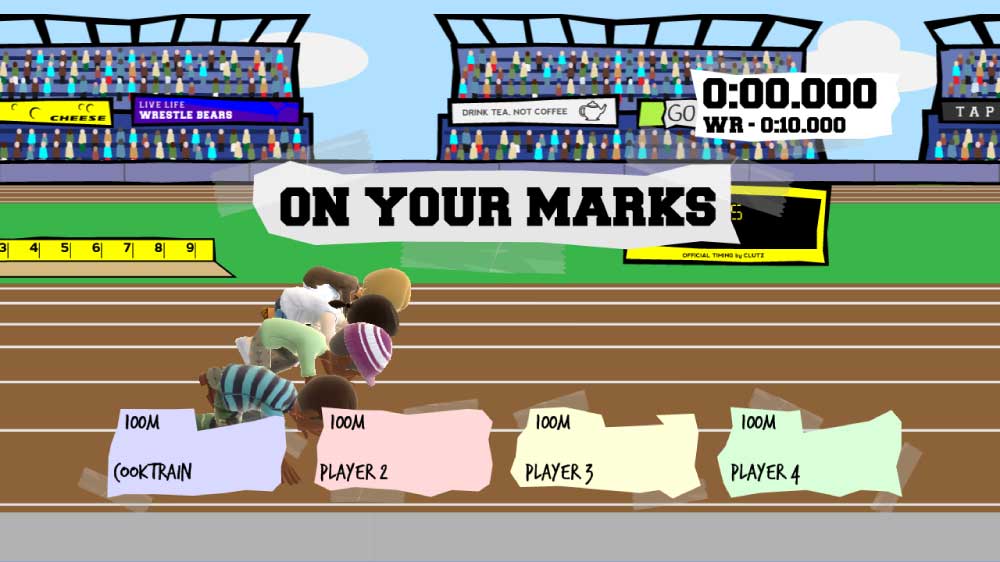 CHEESE
LIVE LIFE
WRESTLE BEARS
DRINK TEA, NOT COFFEE
GO
TAP
0:00.000
WR - 0:10.000
ON YOUR MARKS
S
3 4 5 6 7 8 9
OFFICIAL TIMING by CLUTZ
100M
COOKTRAIN
100M
PLAYER 2
100M
PLAYER 3
100M
PLAYER 4